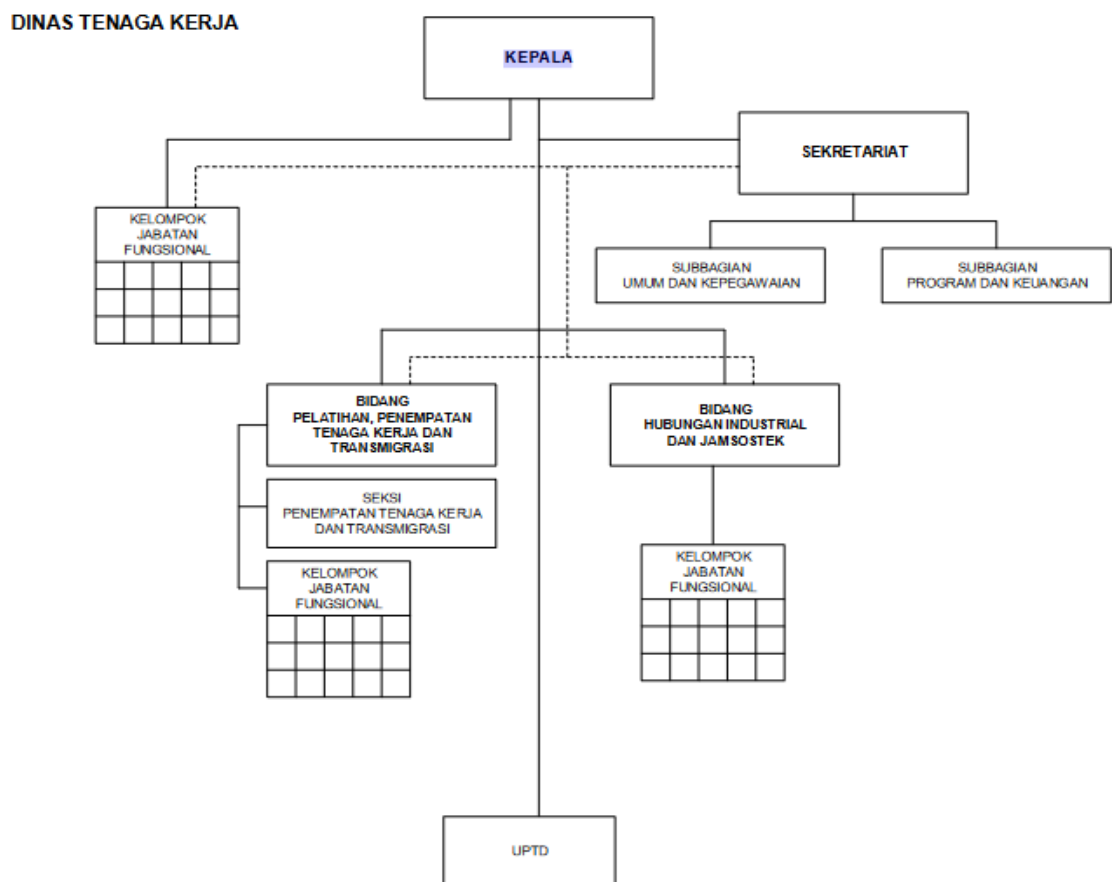 DINAS TENAGA KERJA
KEPALA
SEKRETARIAT
KELOMPOK
JABATAN
FUNGSIONAL
SUBBAGIAN
UMUM DAN KEPEGAWAIAN
SUBBAGIAN
PROGRAM DAN KEUANGAN
BIDANG
PELATIHAN, PENEMPATAN
TENAGA KERJA DAN
TRANSMIGRASI
BIDANG
HUBUNGAN INDUSTRIAL
DAN JAMSOSTEK
SEKSI
PENEMPATAN TENAGA KERJA
DAN TRANSMIGRASI
KELOMPOK
JABATAN
FUNGSIONAL
KELOMPOK
JABATAN
FUNGSIONAL
UPTD